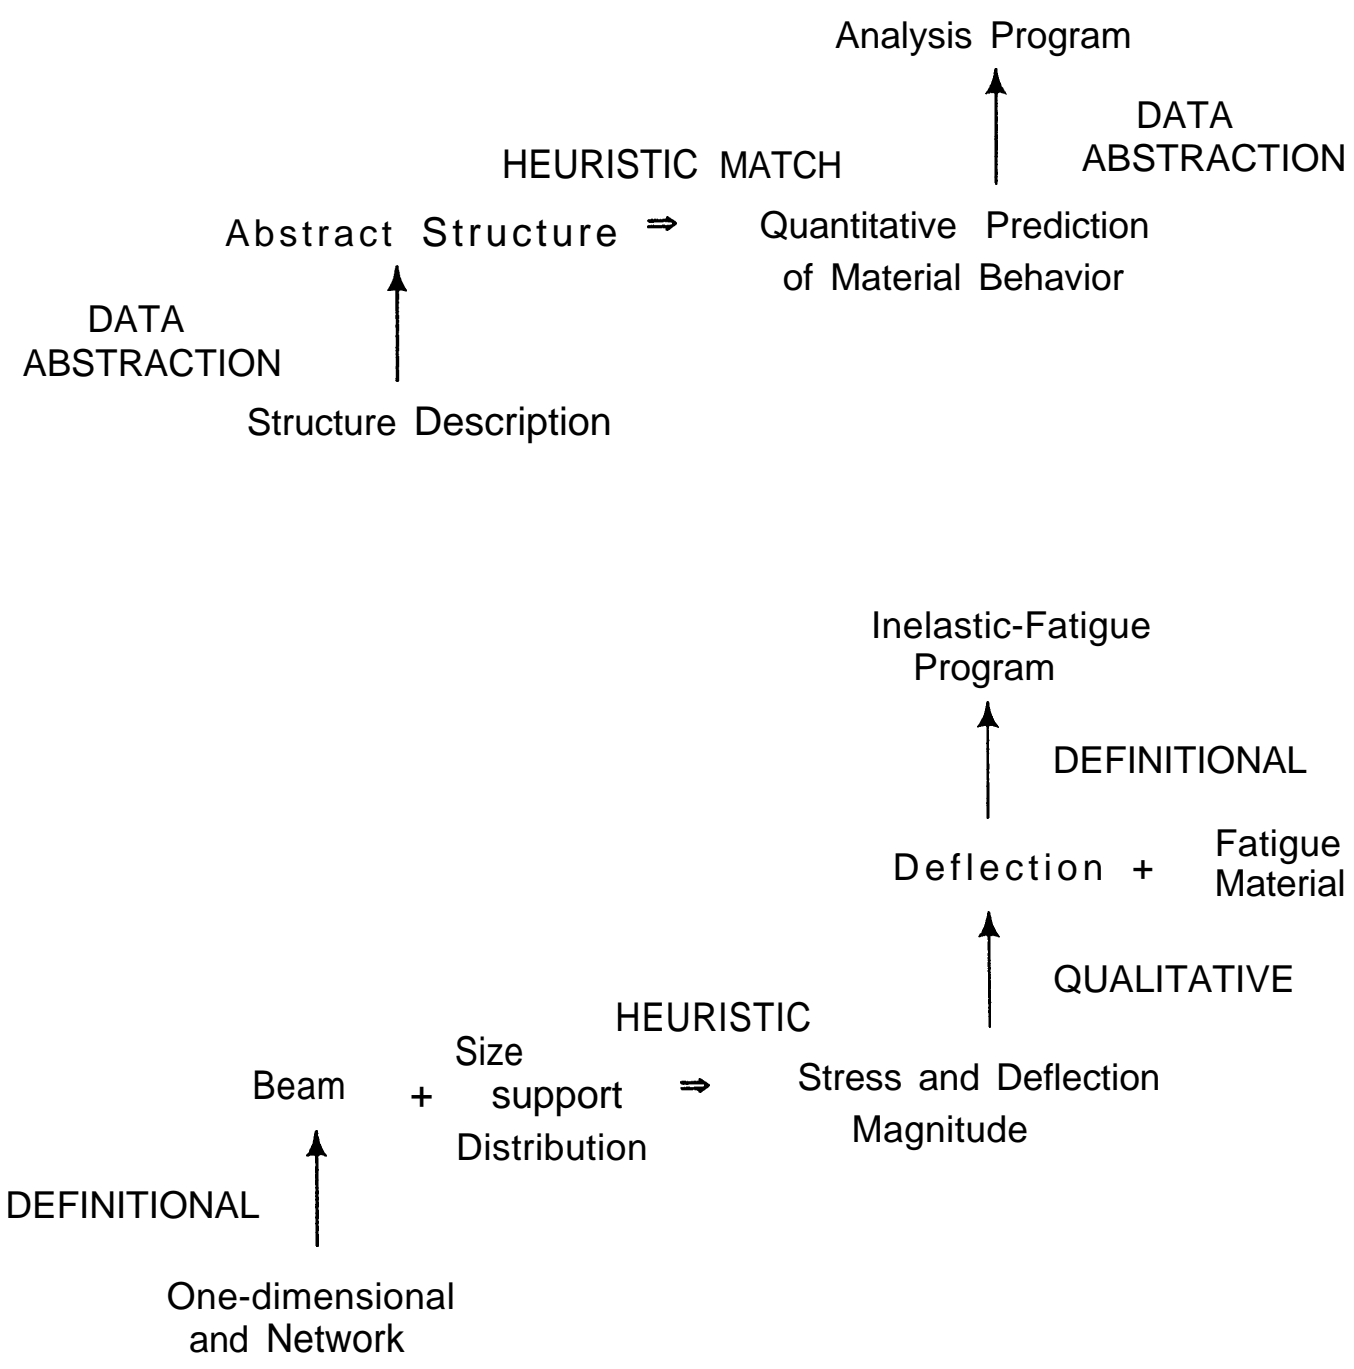 Analysis Program
DATA
ABSTRACTION
HEURISTIC MATCH
Abstract Structure ⇒ Quantitative Prediction
of Material Behavior
DATA
ABSTRACTION
Structure Description
Inelastic-Fatigue
Program
DEFINITIONAL
Deflection + Fatigue
Material
QUALITATIVE
HEURISTIC
Beam + Size
support
Distribution
⇒ Stress and Deflection
Magnitude
DEFINITIONAL
One-dimensional
and Network